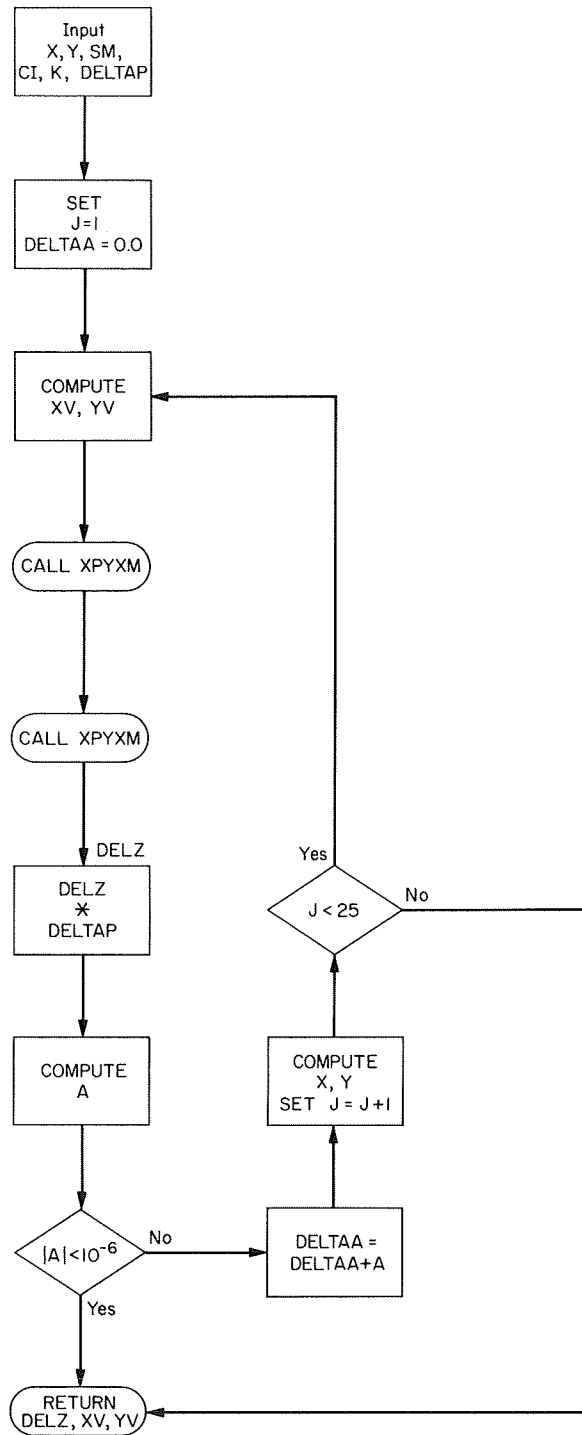 Input
X, Y, SM,
CI, K, DELTAP
SET
J=1
DELTAA = 0.0
COMPUTE
XV, YV
CALL XPYXM
CALL XPYXM
DELZ
DELZ
*
DELTAP
COMPUTE
A
|A|<10⁻⁶
No
Yes
DELTAA =
DELTAA+A
COMPUTE
X, Y
SET J = J+1
J < 25
Yes
No
RETURN
DELZ, XV, YV